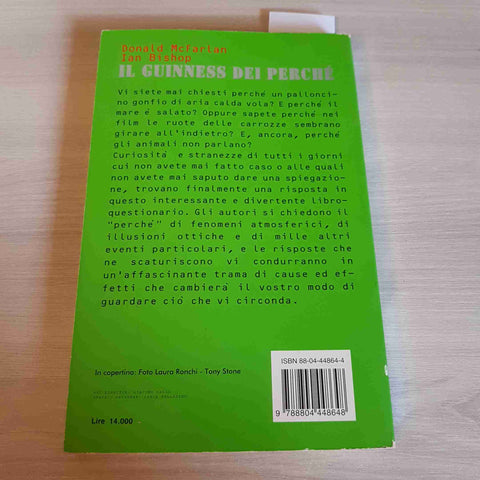 Donald McFarlan
Ian Bishop
IL GUINNESS DEI PERCHÉ
Vi siete mai chiesti perché un pallonci-
no gonfio di aria calda vola? E perché il
mare è salato? Oppure sapete perché nei
film le ruote delle carrozze sembrano
girare all'indietro? E, ancora, perché
gli animali non parlano?
Curiosità e stranezze di tutti i giorni
cui non avete mai fatto caso o alle quali
non avete mai saputo dare una spiegazio-
ne, trovano finalmente una risposta in
questo interessante e divertente libro-
questionario. Gli autori si chiedono il
"perché" di fenomeni atmosferici, di
illusioni ottiche e di mille altri
eventi particolari, e le risposte che
ne scaturiscono vi condurranno in
un'affascinante trama di cause ed ef-
fetti che cambierà il vostro modo di
guardare ciò che vi circonda.
In copertina: Foto Laura Ronchi - Tony Stone
Lire 14.000
ISBN 88-04-44864-4
9 788804 448648